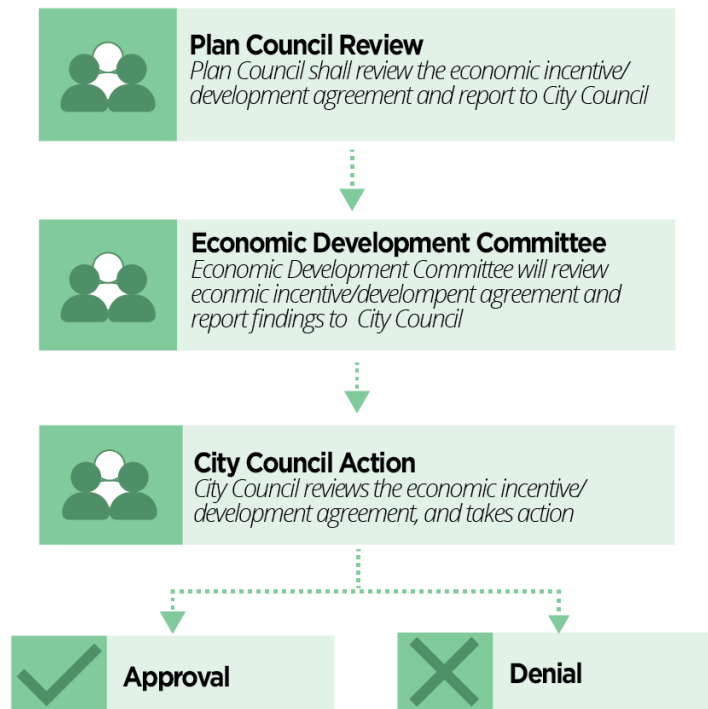 Plan Council Review
Plan Council shall review the economic incentive/
development agreement and report to City Council
Economic Development Committee
Economic Development Committee will review
econmic incentive/develompent agreement and
report findings to City Council
City Council Action
City Council reviews the economic incentive/
development agreement, and takes action
Approval
Denial